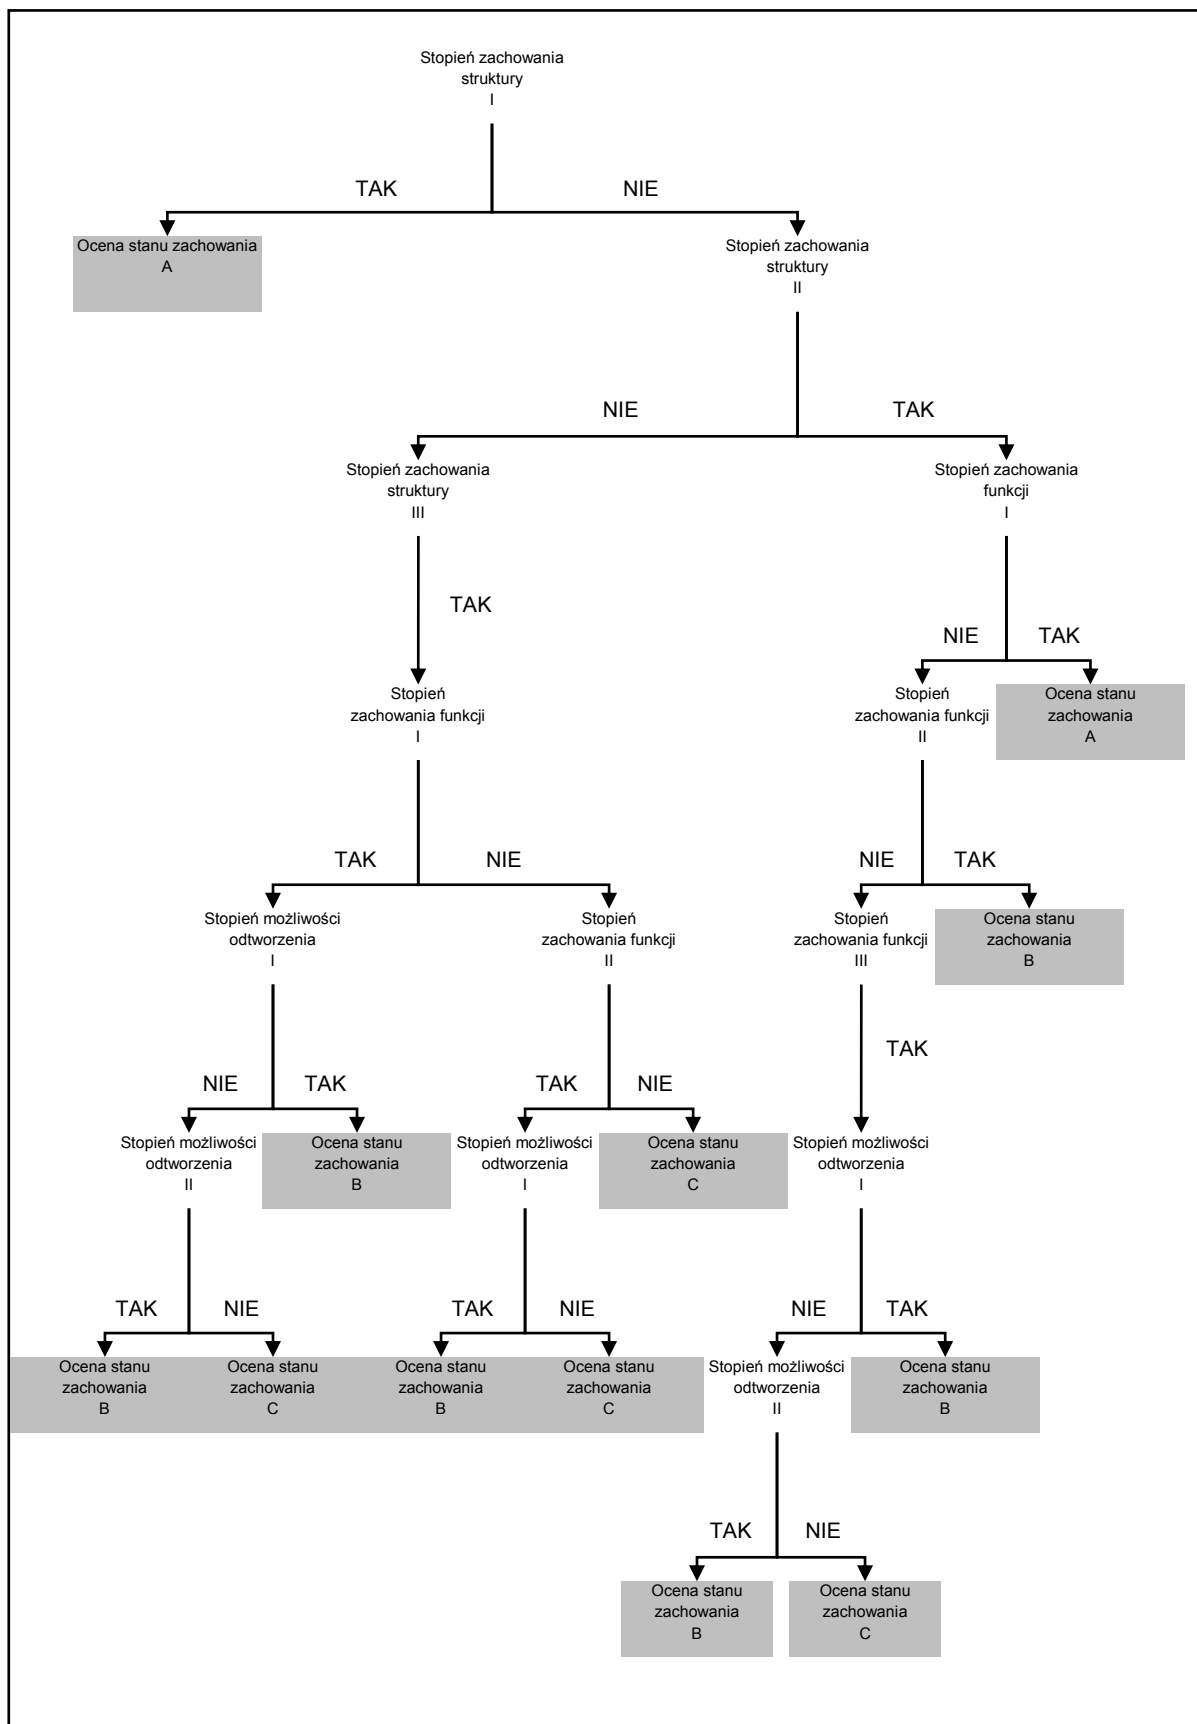 Stopień zachowania
struktury
I
TAK
NIE
Ocena stanu zachowania
A
Stopień zachowania
struktury
II
NIE
TAK
Stopień zachowania
struktury
III
Stopień zachowania
funkcji
I
TAK
NIE
TAK
Stopień
zachowania funkcji
I
Stopień
zachowania funkcji
II
Ocena stanu
zachowania
A
TAK
NIE
NIE
TAK
Stopień możliwości
odtworzenia
I
Stopień
zachowania funkcji
II
Stopień
zachowania funkcji
III
Ocena stanu
zachowania
B
TAK
NIE
TAK
TAK
NIE
Stopień możliwości
odtworzenia
II
Ocena stanu
zachowania
B
Stopień możliwości
odtworzenia
I
Ocena stanu
zachowania
C
Stopień możliwości
odtworzenia
I
TAK
NIE
TAK
NIE
NIE
TAK
Ocena stanu
zachowania
B
Ocena stanu
zachowania
C
Ocena stanu
zachowania
B
Ocena stanu
zachowania
C
Stopień możliwości
odtworzenia
II
Ocena stanu
zachowania
B
TAK
NIE
Ocena stanu
zachowania
B
Ocena stanu
zachowania
C